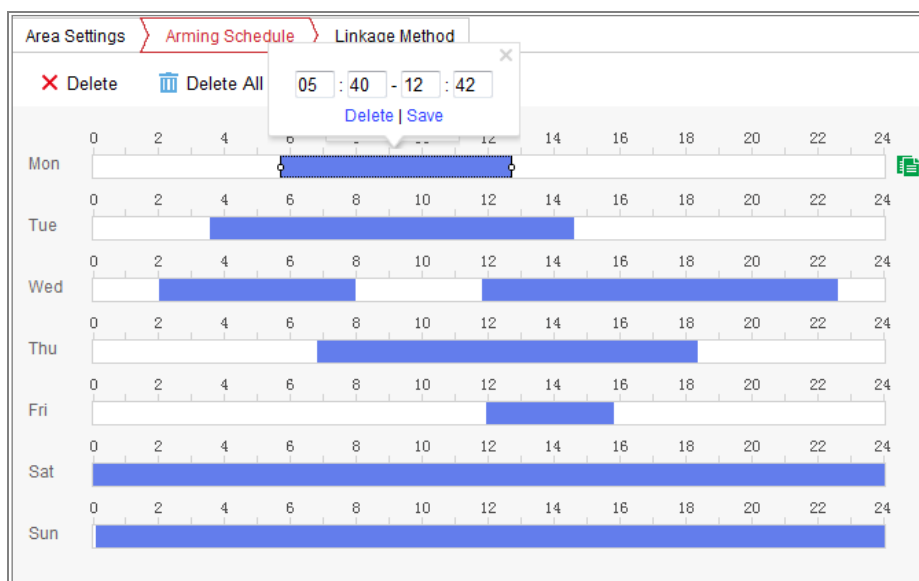 Area Settings Arming Schedule Linkage Method
Delete Delete All
05 : 40 - 12 : 42
Delete | Save
0 2 4 6 12 14 16 18 20 22 24
Mon
0 2 4 6 8 10 12 14 16 18 20 22 24
Tue
0 2 4 6 8 10 12 14 16 18 20 22 24
Wed
0 2 4 6 8 10 12 14 16 18 20 22 24
Thu
0 2 4 6 8 10 12 14 16 18 20 22 24
Fri
0 2 4 6 8 10 12 14 16 18 20 22 24
Sat
0 2 4 6 8 10 12 14 16 18 20 22 24
Sun